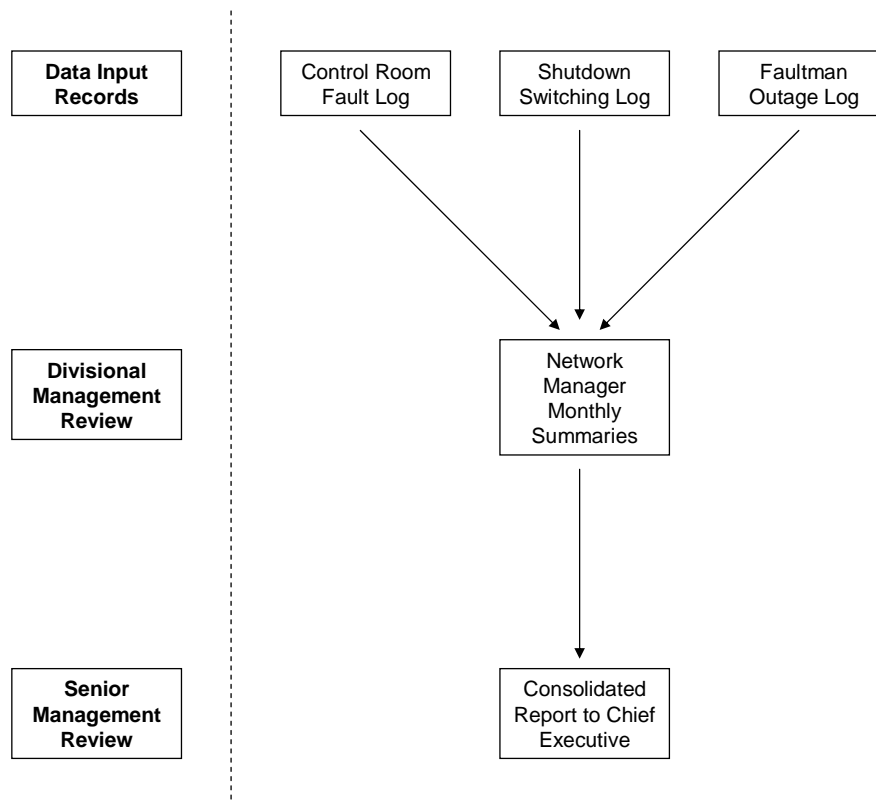 Data Input
Records
Control Room
Fault Log
Shutdown
Switching Log
Faultman
Outage Log
Divisional
Management
Review
Network
Manager
Monthly
Summaries
Senior
Management
Review
Consolidated
Report to Chief
Executive